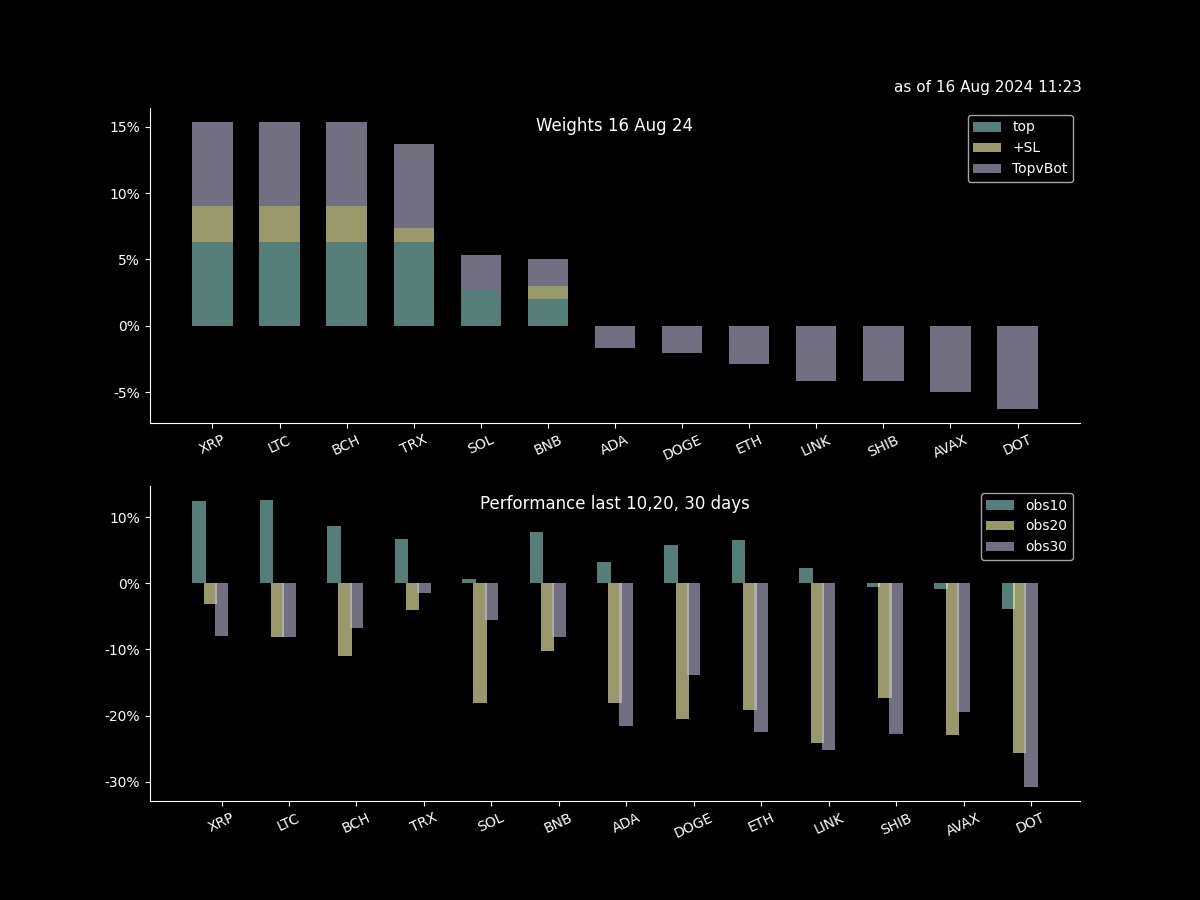 as of 16 Aug 2024 11:23
Weights 16 Aug 24
top
+SL
TopvBot
15%
10%
5%
0%
-5%
XRP LTC BCH TRX SOL BNB ADA DOGE ETH LINK SHIB AVAX DOT
Performance last 10,20, 30 days
obs10
obs20
obs30
10%
0%
-10%
-20%
-30%
XRP LTC BCH TRX SOL BNB ADA DOGE ETH LINK SHIB AVAX DOT